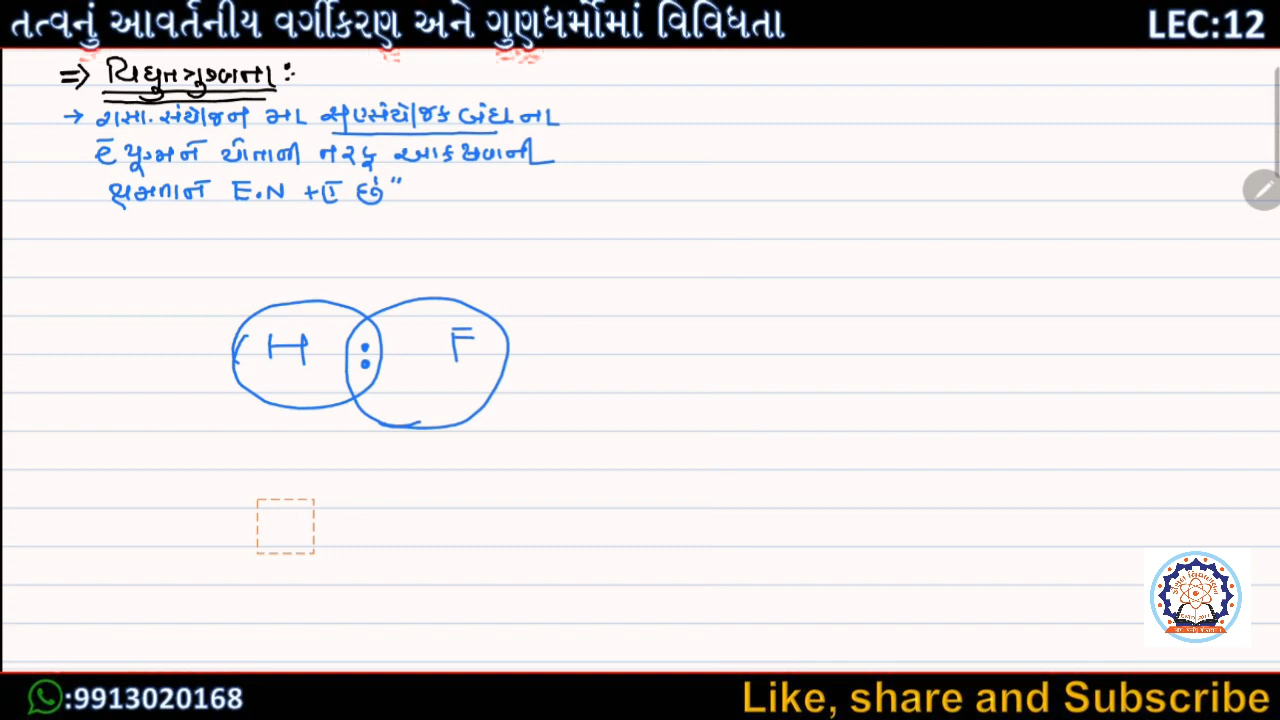 તત્વનું આવર્તનીય વર્ગીકરણ અને ગુણધર્મોમાં વિવિધતા
LEC:12
=> વિદ્યુતઋણતા :
→ રાસા. સંયોજન મા સહસંયોજક બંધ ના
e યુગ્મને પોતાની તરફ આકર્ષવાની
ક્ષમતાને E.N કહે છે"
H : F
:9913020168
Like, share and Subscribe